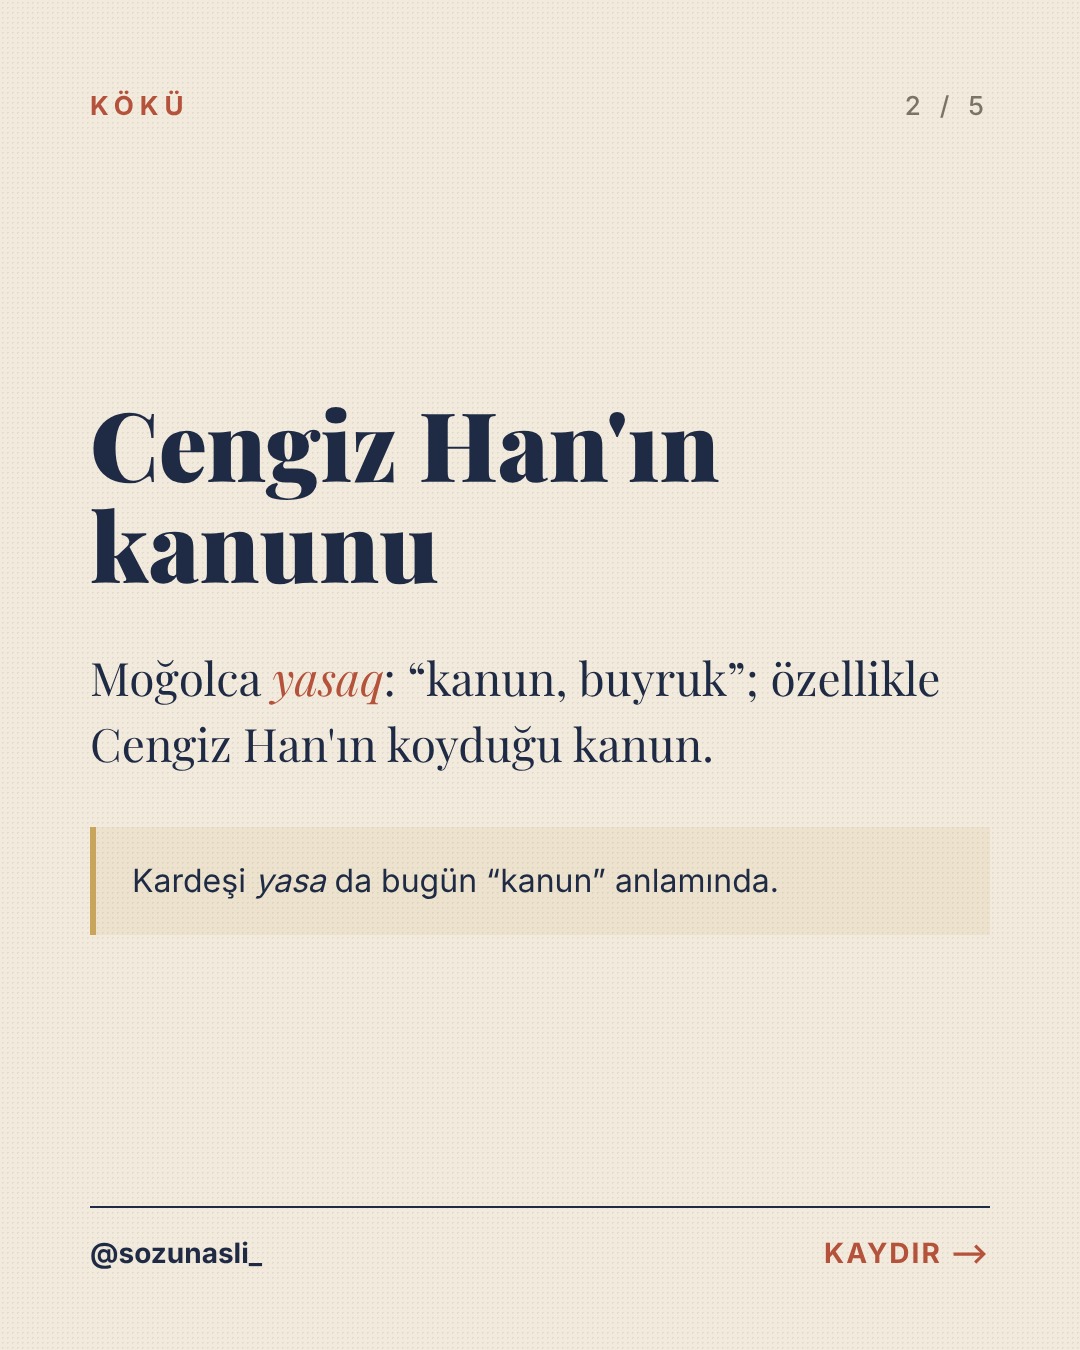 KÖKÜ
2 / 5
Cengiz Han'ın
kanunu
Moğolca yasaq: “kanun, buyruk”; özellikle
Cengiz Han'ın koyduğu kanun.
Kardeşi yasa da bugün “kanun” anlamında.
@sozunasli_
KAYDIR →